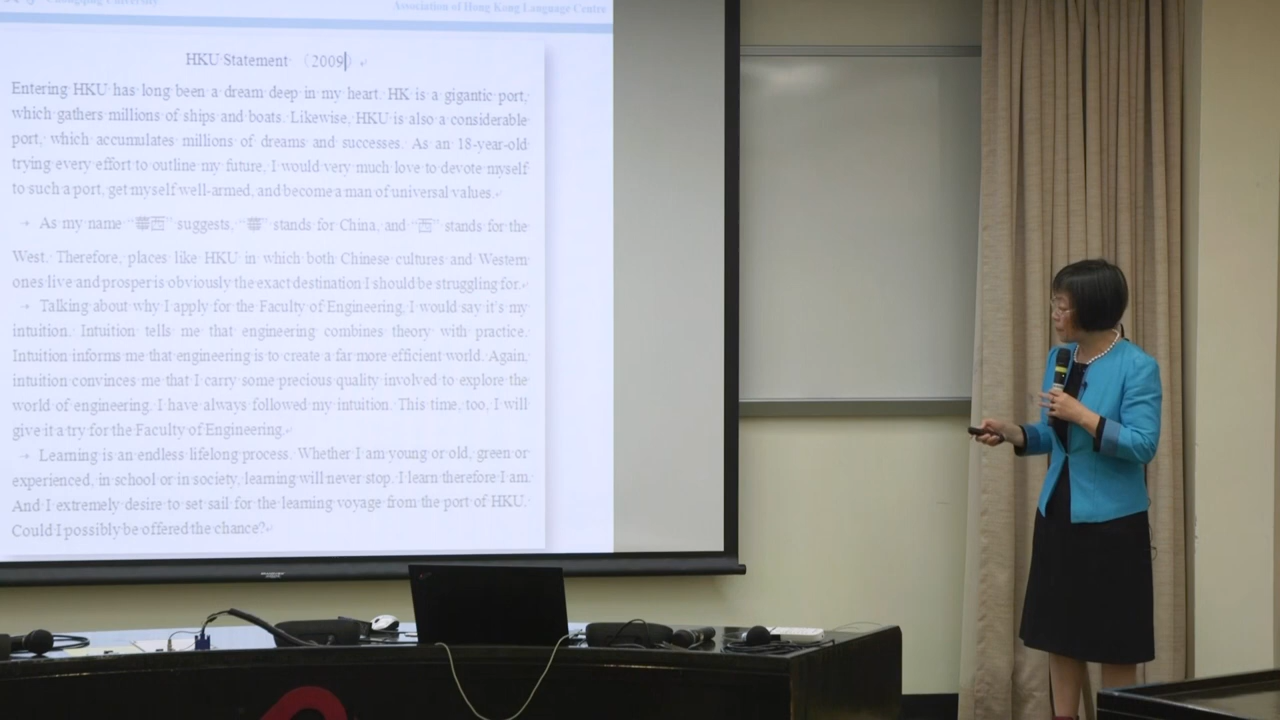 Chongqing University
Association of Hong Kong Language Centre
HKU Statement （2009）
Entering HKU has long been a dream deep in my heart. HK is a gigantic port,
which gathers millions of ships and boats. Likewise, HKU is also a considerable
port, which accumulates millions of dreams and successes. As an 18-year-old
trying every effort to outline my future, I would very much love to devote myself
to such a port, get myself well-armed, and become a man of universal values.
As my name “華西” suggests, “華” stands for China, and “西” stands for the
West. Therefore, places like HKU in which both Chinese cultures and Western
ones live and prosper is obviously the exact destination I should be struggling for.
Talking about why I apply for the Faculty of Engineering, I would say it’s my
intuition. Intuition tells me that engineering combines theory with practice.
Intuition informs me that engineering is to create a far more efficient world. Again,
intuition convinces me that I carry some precious quality involved to explore the
world of engineering. I have always followed my intuition. This time, too, I will
give it a try for the Faculty of Engineering.
Learning is an endless lifelong process. Whether I am young or old, green or
experienced, in school or in society, learning will never stop. I learn therefore I am.
And I extremely desire to set sail for the learning voyage from the port of HKU.
Could I possibly be offered the chance?